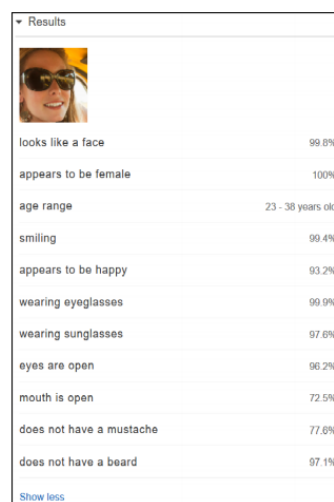 Results
looks like a face 99.8%
appears to be female 100%
age range 23 - 38 years old
smiling 99.4%
appears to be happy 93.2%
wearing eyeglasses 99.9%
wearing sunglasses 97.6%
eyes are open 96.2%
mouth is open 72.5%
does not have a mustache 77.6%
does not have a beard 97.1%
Show less